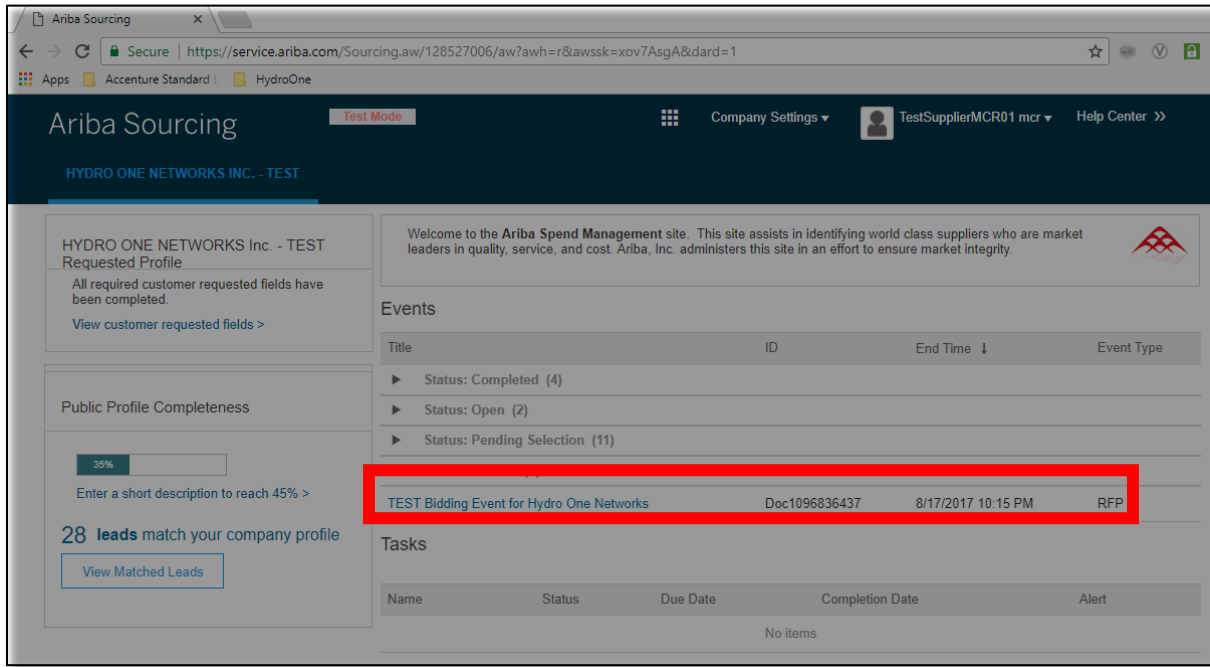 Ariba Sourcing
Secure | https://service.ariba.com/Sourcing.aw/128527006/aw?awh=r&awssk=xov7AsgA&dard=1
Apps Accenture Standard HydroOne
Ariba Sourcing
Test Mode
Company Settings
TestSupplierMCR01 mcr
Help Center »
HYDRO ONE NETWORKS INC. - TEST
HYDRO ONE NETWORKS Inc. - TEST
Requested Profile
All required customer requested fields have
been completed.
View customer requested fields >
Public Profile Completeness
35%
Enter a short description to reach 45% >
28 leads match your company profile
View Matched Leads
Welcome to the Ariba Spend Management site. This site assists in identifying world class suppliers who are market
leaders in quality, service, and cost. Ariba, Inc. administers this site in an effort to ensure market integrity.
Events
Title ID End Time ↓ Event Type
► Status: Completed (4)
► Status: Open (2)
► Status: Pending Selection (11)
TEST Bidding Event for Hydro One Networks Doc1096836437 8/17/2017 10:15 PM RFP
Tasks
Name Status Due Date Completion Date Alert
No items